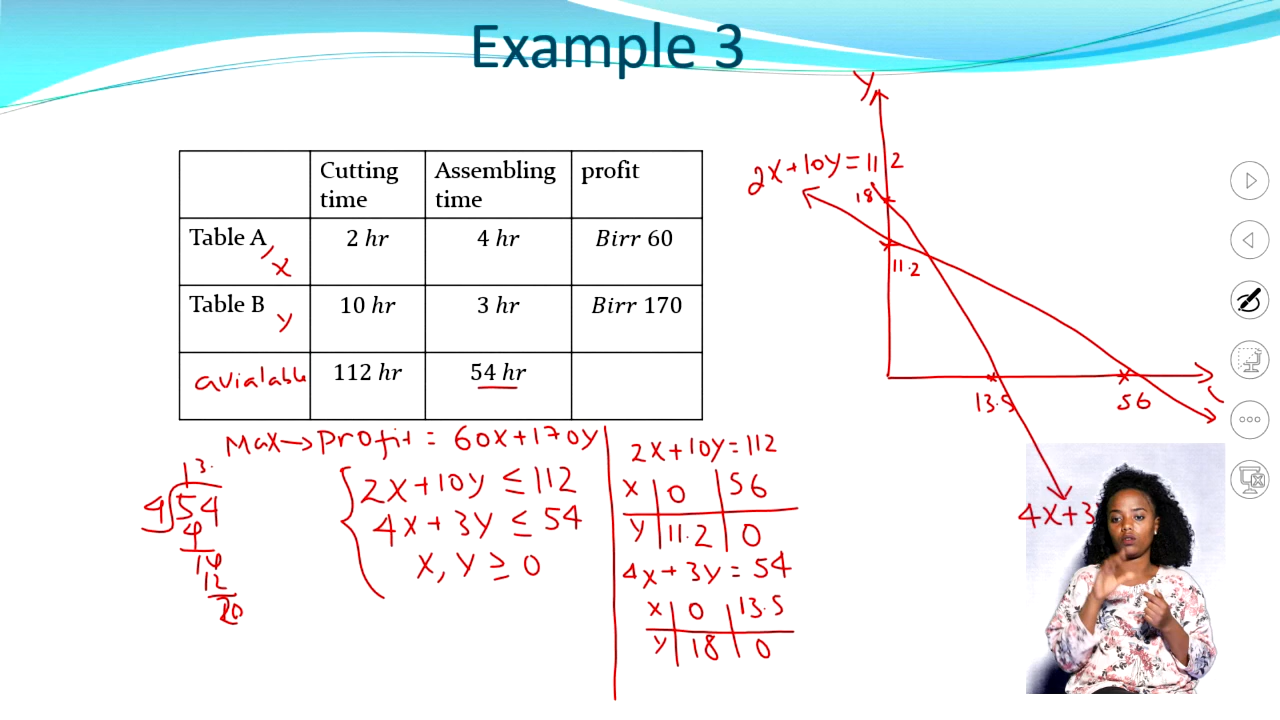 Example 3
Cutting time Assembling time profit
Table A, x 2 hr 4 hr Birr 60
Table B y 10 hr 3 hr Birr 170
avialable 112 hr 54 hr
Max→Profit = 60x+170y
2x+10y ≤ 112
4x+3y ≤ 54
x, y ≥ 0
13.
4 54
4
14
12
20
2x+10y=112
x 0 56
y 11.2 0
4x+3y=54
x 0 13.5
y 18 0
y
2x+10y=112
18
11.2
13.5
56
4x+3